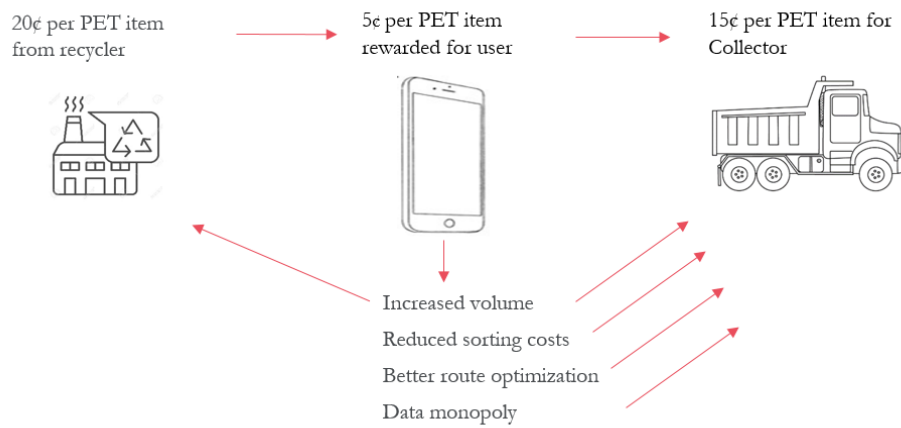 20¢ per PET item
from recycler
5¢ per PET item
rewarded for user
15¢ per PET item for
Collector
Increased volume
Reduced sorting costs
Better route optimization
Data monopoly